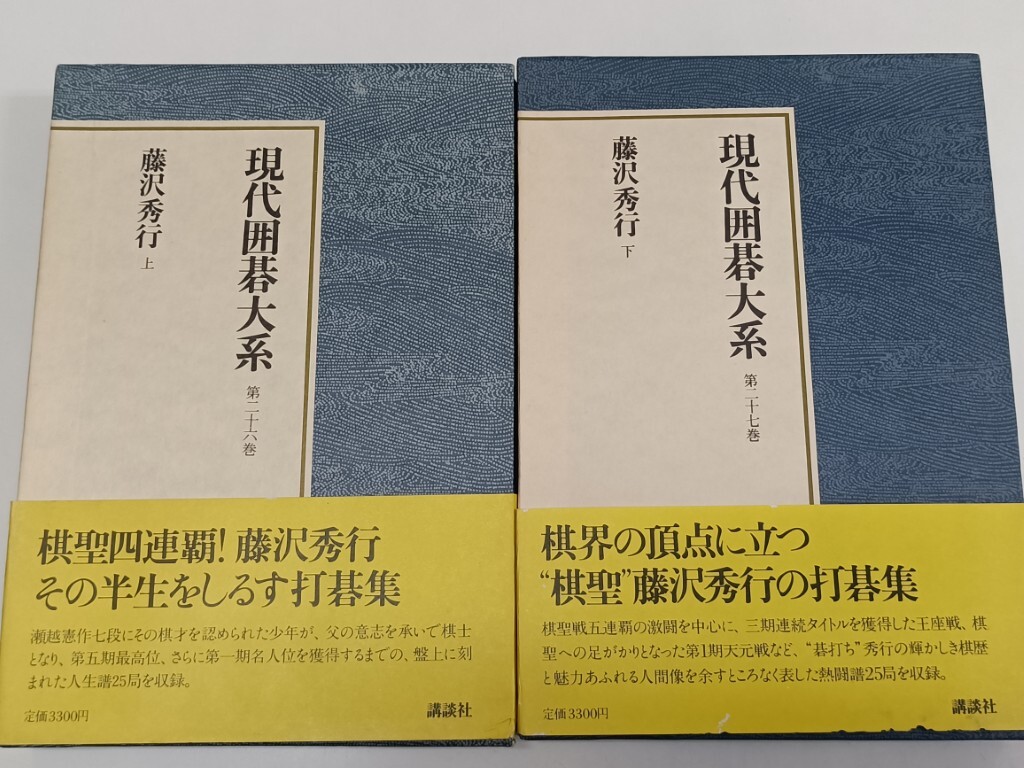 現代囲碁大系 第二十六巻
藤沢秀行 上
棋聖四連覇！藤沢秀行
その半生をしるす打碁集
瀬越憲作七段にその棋才を認められた少年が、父の意志を承いで棋士
となり、第五期最高位、さらに第一期名人位を獲得するまでの、盤上に刻
まれた人生譜25局を収録。
定価3300円
講談社
現代囲碁大系 第二十七巻
藤沢秀行 下
棋界の頂点に立つ
“棋聖”藤沢秀行の打碁集
棋聖戦五連覇の激闘を中心に、三期連続タイトルを獲得した王座戦、棋
聖への足がかりとなった第1期天元戦など、“碁打ち”秀行の輝かしき棋歴
と魅力あふれる人間像を余すところなく表した熱闘譜25局を収録。
定価3300円
講談社